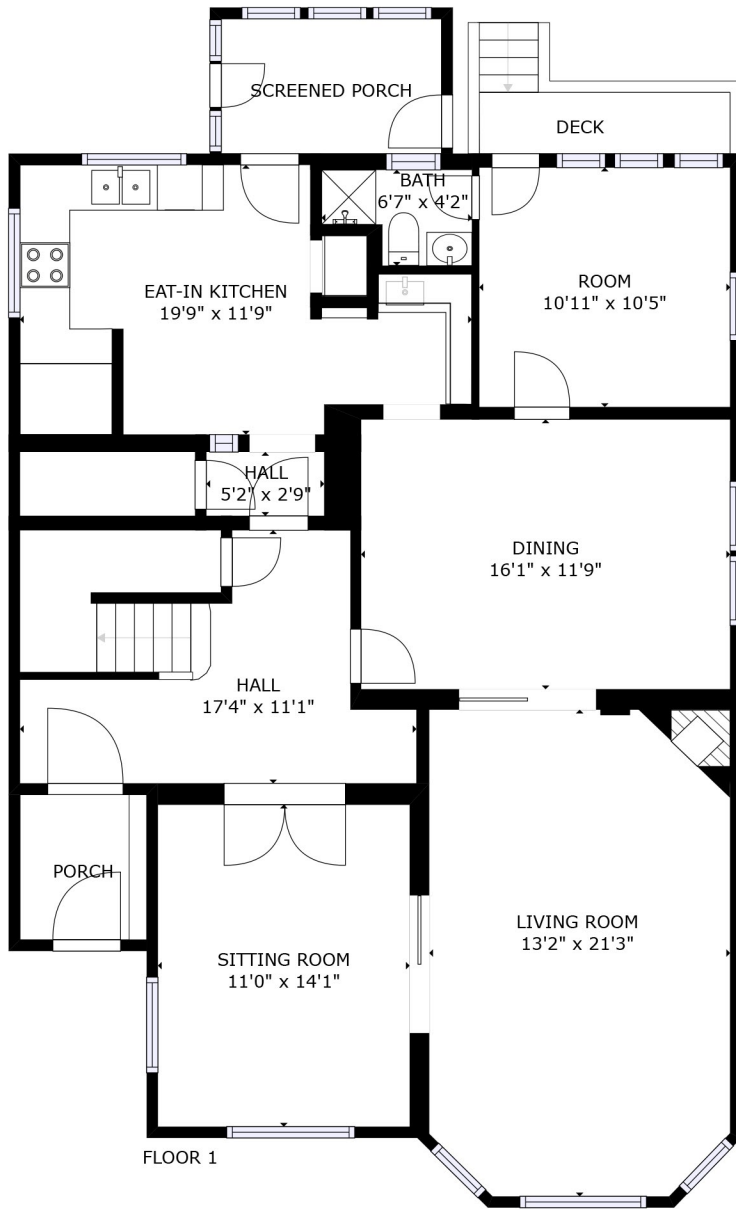 SCREENED PORCH
DECK
BATH
6'7" x 4'2"
EAT-IN KITCHEN
19'9" x 11'9"
ROOM
10'11" x 10'5"
HALL
5'2" x 2'9"
DINING
16'1" x 11'9"
HALL
17'4" x 11'1"
PORCH
LIVING ROOM
13'2" x 21'3"
SITTING ROOM
11'0" x 14'1"
FLOOR 1